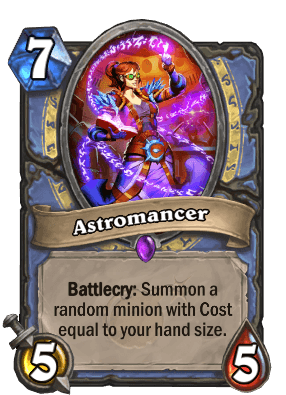 7
Astromancer
Battlecry: Summon a
random minion with Cost
equal to your hand size.
5
5